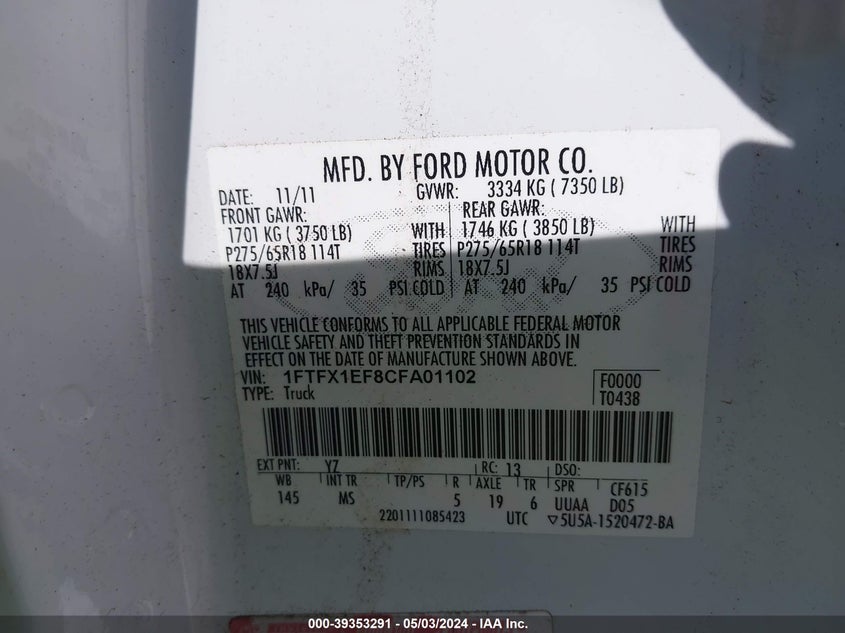 MFD. BY FORD MOTOR CO.
DATE: 11/11 GVWR: 3334 KG ( 7350 LB)
FRONT GAWR: REAR GAWR:
1701 KG ( 3750 LB) WITH 1746 KG ( 3850 LB) WITH
P275/65R18 114T TIRES P275/65R18 114T TIRES
18X7.5J RIMS 18X7.5J RIMS
AT 240 kPa/ 35 PSI COLD AT 240 kPa/ 35 PSI COLD
THIS VEHICLE CONFORMS TO ALL APPLICABLE FEDERAL MOTOR
VEHICLE SAFETY AND THEFT PREVENTION STANDARDS IN
EFFECT ON THE DATE OF MANUFACTURE SHOWN ABOVE.
VIN: 1FTFX1EF8CFA01102 F0000
TYPE: Truck T0438
EXT PNT: YZ RC: 13 DSO:
WB INT TR TP/PS R AXLE TR SPR CF615
145 MS 5 19 6 UUAA D05
2201111085423 UTC ▽5U5A-1520472-BA
000-39353291 - 05/03/2024 - IAA Inc.